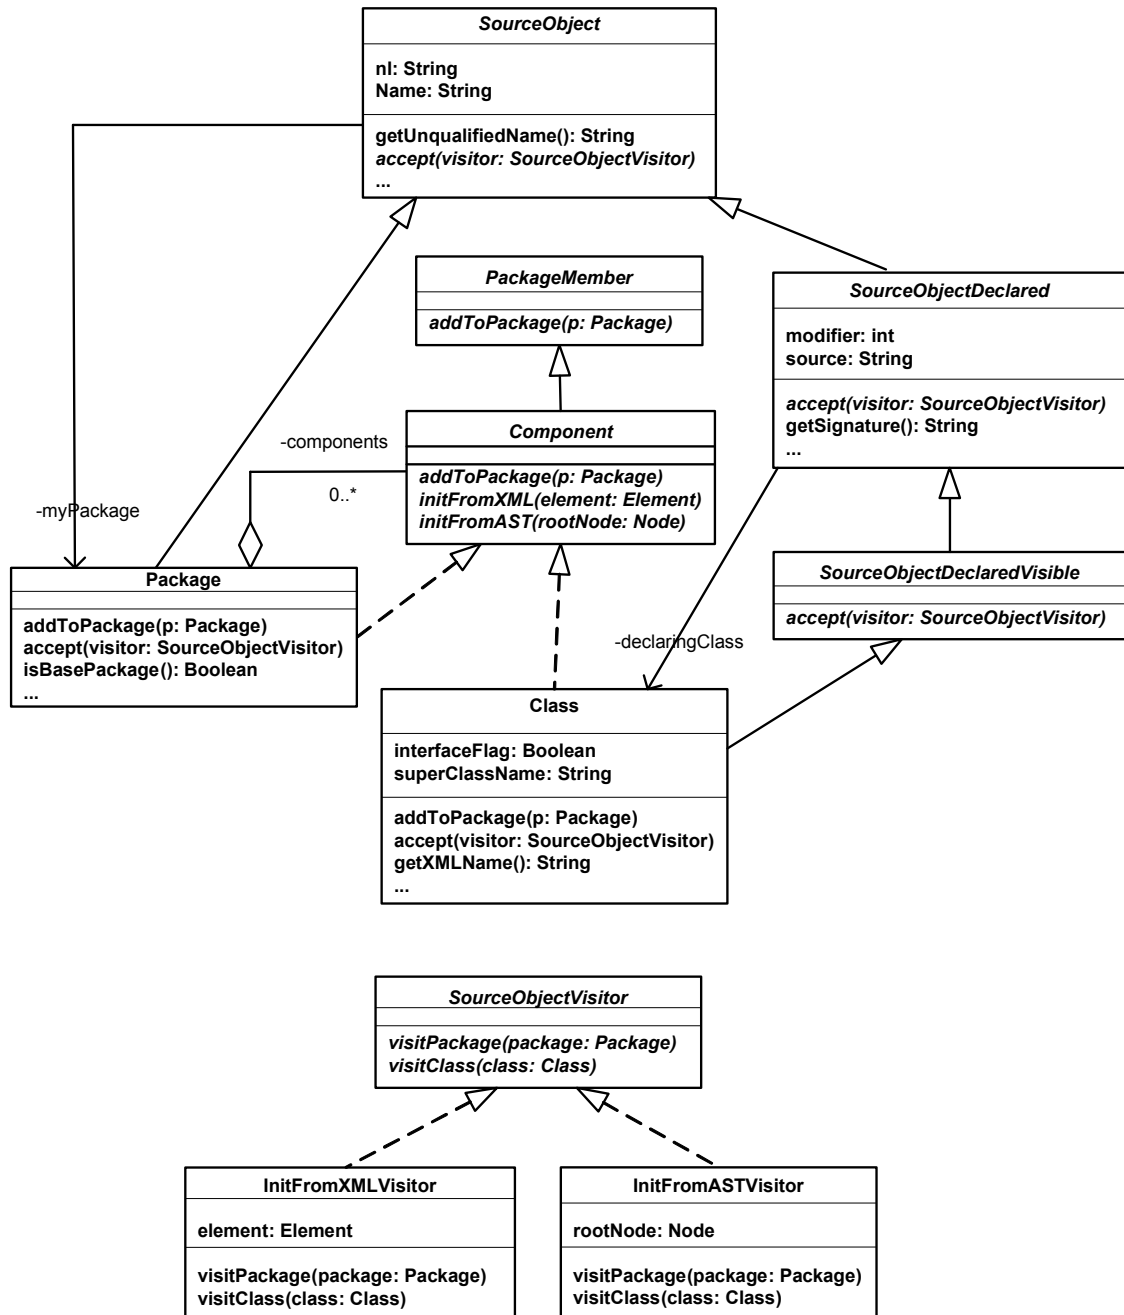 SourceObject
nl: String
Name: String
getUnqualifiedName(): String
accept(visitor: SourceObjectVisitor)
...
PackageMember
addToPackage(p: Package)
SourceObjectDeclared
modifier: int
source: String
accept(visitor: SourceObjectVisitor)
getSignature(): String
...
Component
addToPackage(p: Package)
initFromXML(element: Element)
initFromAST(rootNode: Node)
-components
0..*
-myPackage
Package
addToPackage(p: Package)
accept(visitor: SourceObjectVisitor)
isBasePackage(): Boolean
...
SourceObjectDeclaredVisible
accept(visitor: SourceObjectVisitor)
-declaringClass
Class
interfaceFlag: Boolean
superClassName: String
addToPackage(p: Package)
accept(visitor: SourceObjectVisitor)
getXMLName(): String
...
SourceObjectVisitor
visitPackage(package: Package)
visitClass(class: Class)
InitFromXMLVisitor
element: Element
visitPackage(package: Package)
visitClass(class: Class)
InitFromASTVisitor
rootNode: Node
visitPackage(package: Package)
visitClass(class: Class)